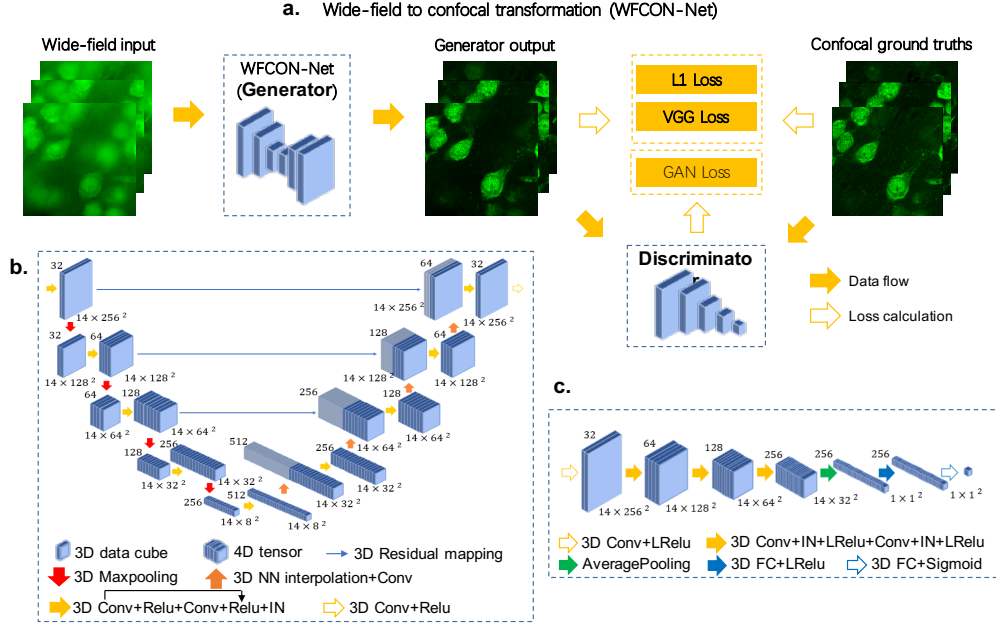 a. Wide-field to confocal transformation (WFCON-Net)
Wide-field input
WFCON-Net
(Generator)
Generator output
L1 Loss
VGG Loss
GAN Loss
Confocal ground truths
Discriminato
r
Data flow
Loss calculation
b.
32
14 × 256 ²
64
32
14 × 256 ²
14 × 256 ²
32
64
14 × 128 ²
14 × 128 ²
128
64
14 × 128 ²
14 × 128 ²
64
128
14 × 64 ²
14 × 64 ²
256
128
14 × 64 ²
14 × 64 ²
128
256
14 × 32 ²
14 × 32 ²
512
256
14 × 32 ²
14 × 32 ²
256
512
14 × 8 ²
14 × 8 ²
3D data cube
4D tensor
3D Residual mapping
3D Maxpooling
3D NN interpolation+Conv
3D Conv+Relu+Conv+Relu+IN
3D Conv+Relu
c.
32
64
128
256
256
256
14 × 256 ²
14 × 128 ²
14 × 64 ²
14 × 32 ²
1 × 1 ²
1 × 1 ²
3D Conv+LRelu
3D Conv+IN+LRelu+Conv+IN+LRelu
AveragePooling
3D FC+LRelu
3D FC+Sigmoid